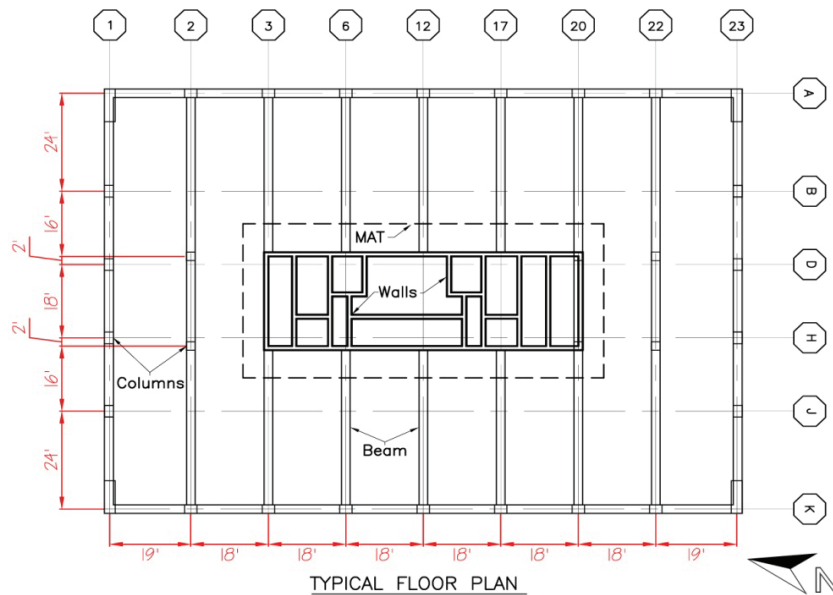 1 2 3 6 12 17 20 22 23
A
24'
B
16'
2'
MAT
D
Walls
18'
2'
H
Columns
16'
J
Beam
24'
K
19' 18' 18' 18' 18' 18' 18' 19'
TYPICAL FLOOR PLAN
N